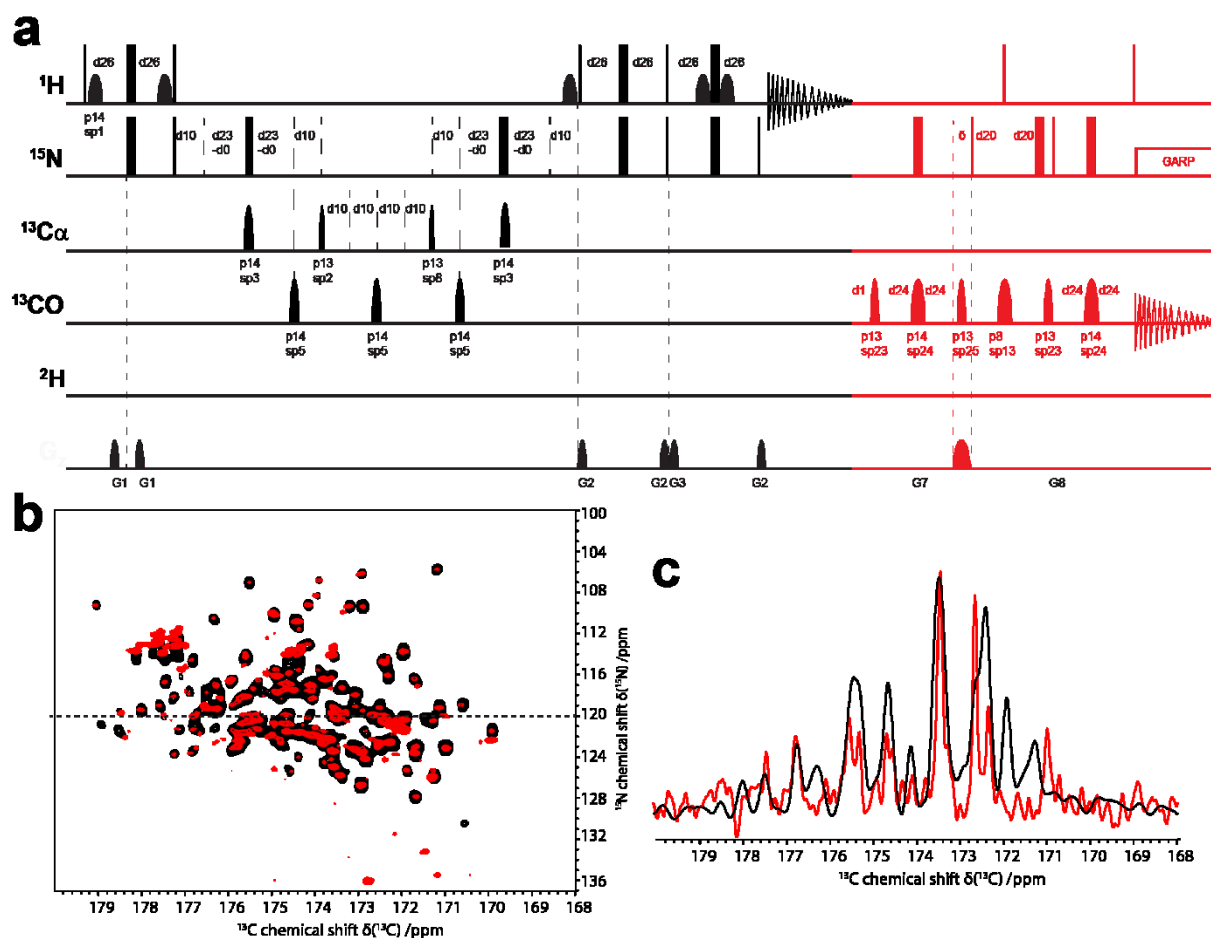 a
¹H
d26
d26
d26
d26
d26
d26
p14
sp1
¹⁵N
d10
d23
-d0
d23
-d0
d10
d10
d23
-d0
d23
-d0
d10
δ
d20
d20
GARP
¹³Cα
d10
d10
d10
d10
p14
sp3
p13
sp2
p13
sp8
p14
sp3
¹³CO
d1
d24
d24
d24
d24
p14
sp5
p14
sp5
p14
sp5
p13
sp23
p14
sp24
p13
sp25
p8
sp13
p13
sp23
p14
sp24
²H
G1
G1
G2
G2
G3
G2
G7
G8
b
100
104
108
112
116
120
124
128
132
136
¹⁵N chemical shift δ(¹⁵N) /ppm
179
178
177
176
175
174
173
172
171
170
169
168
¹³C chemical shift δ(¹³C) /ppm
c
179
178
177
176
175
174
173
172
171
170
169
168
¹³C chemical shift δ(¹³C) /ppm